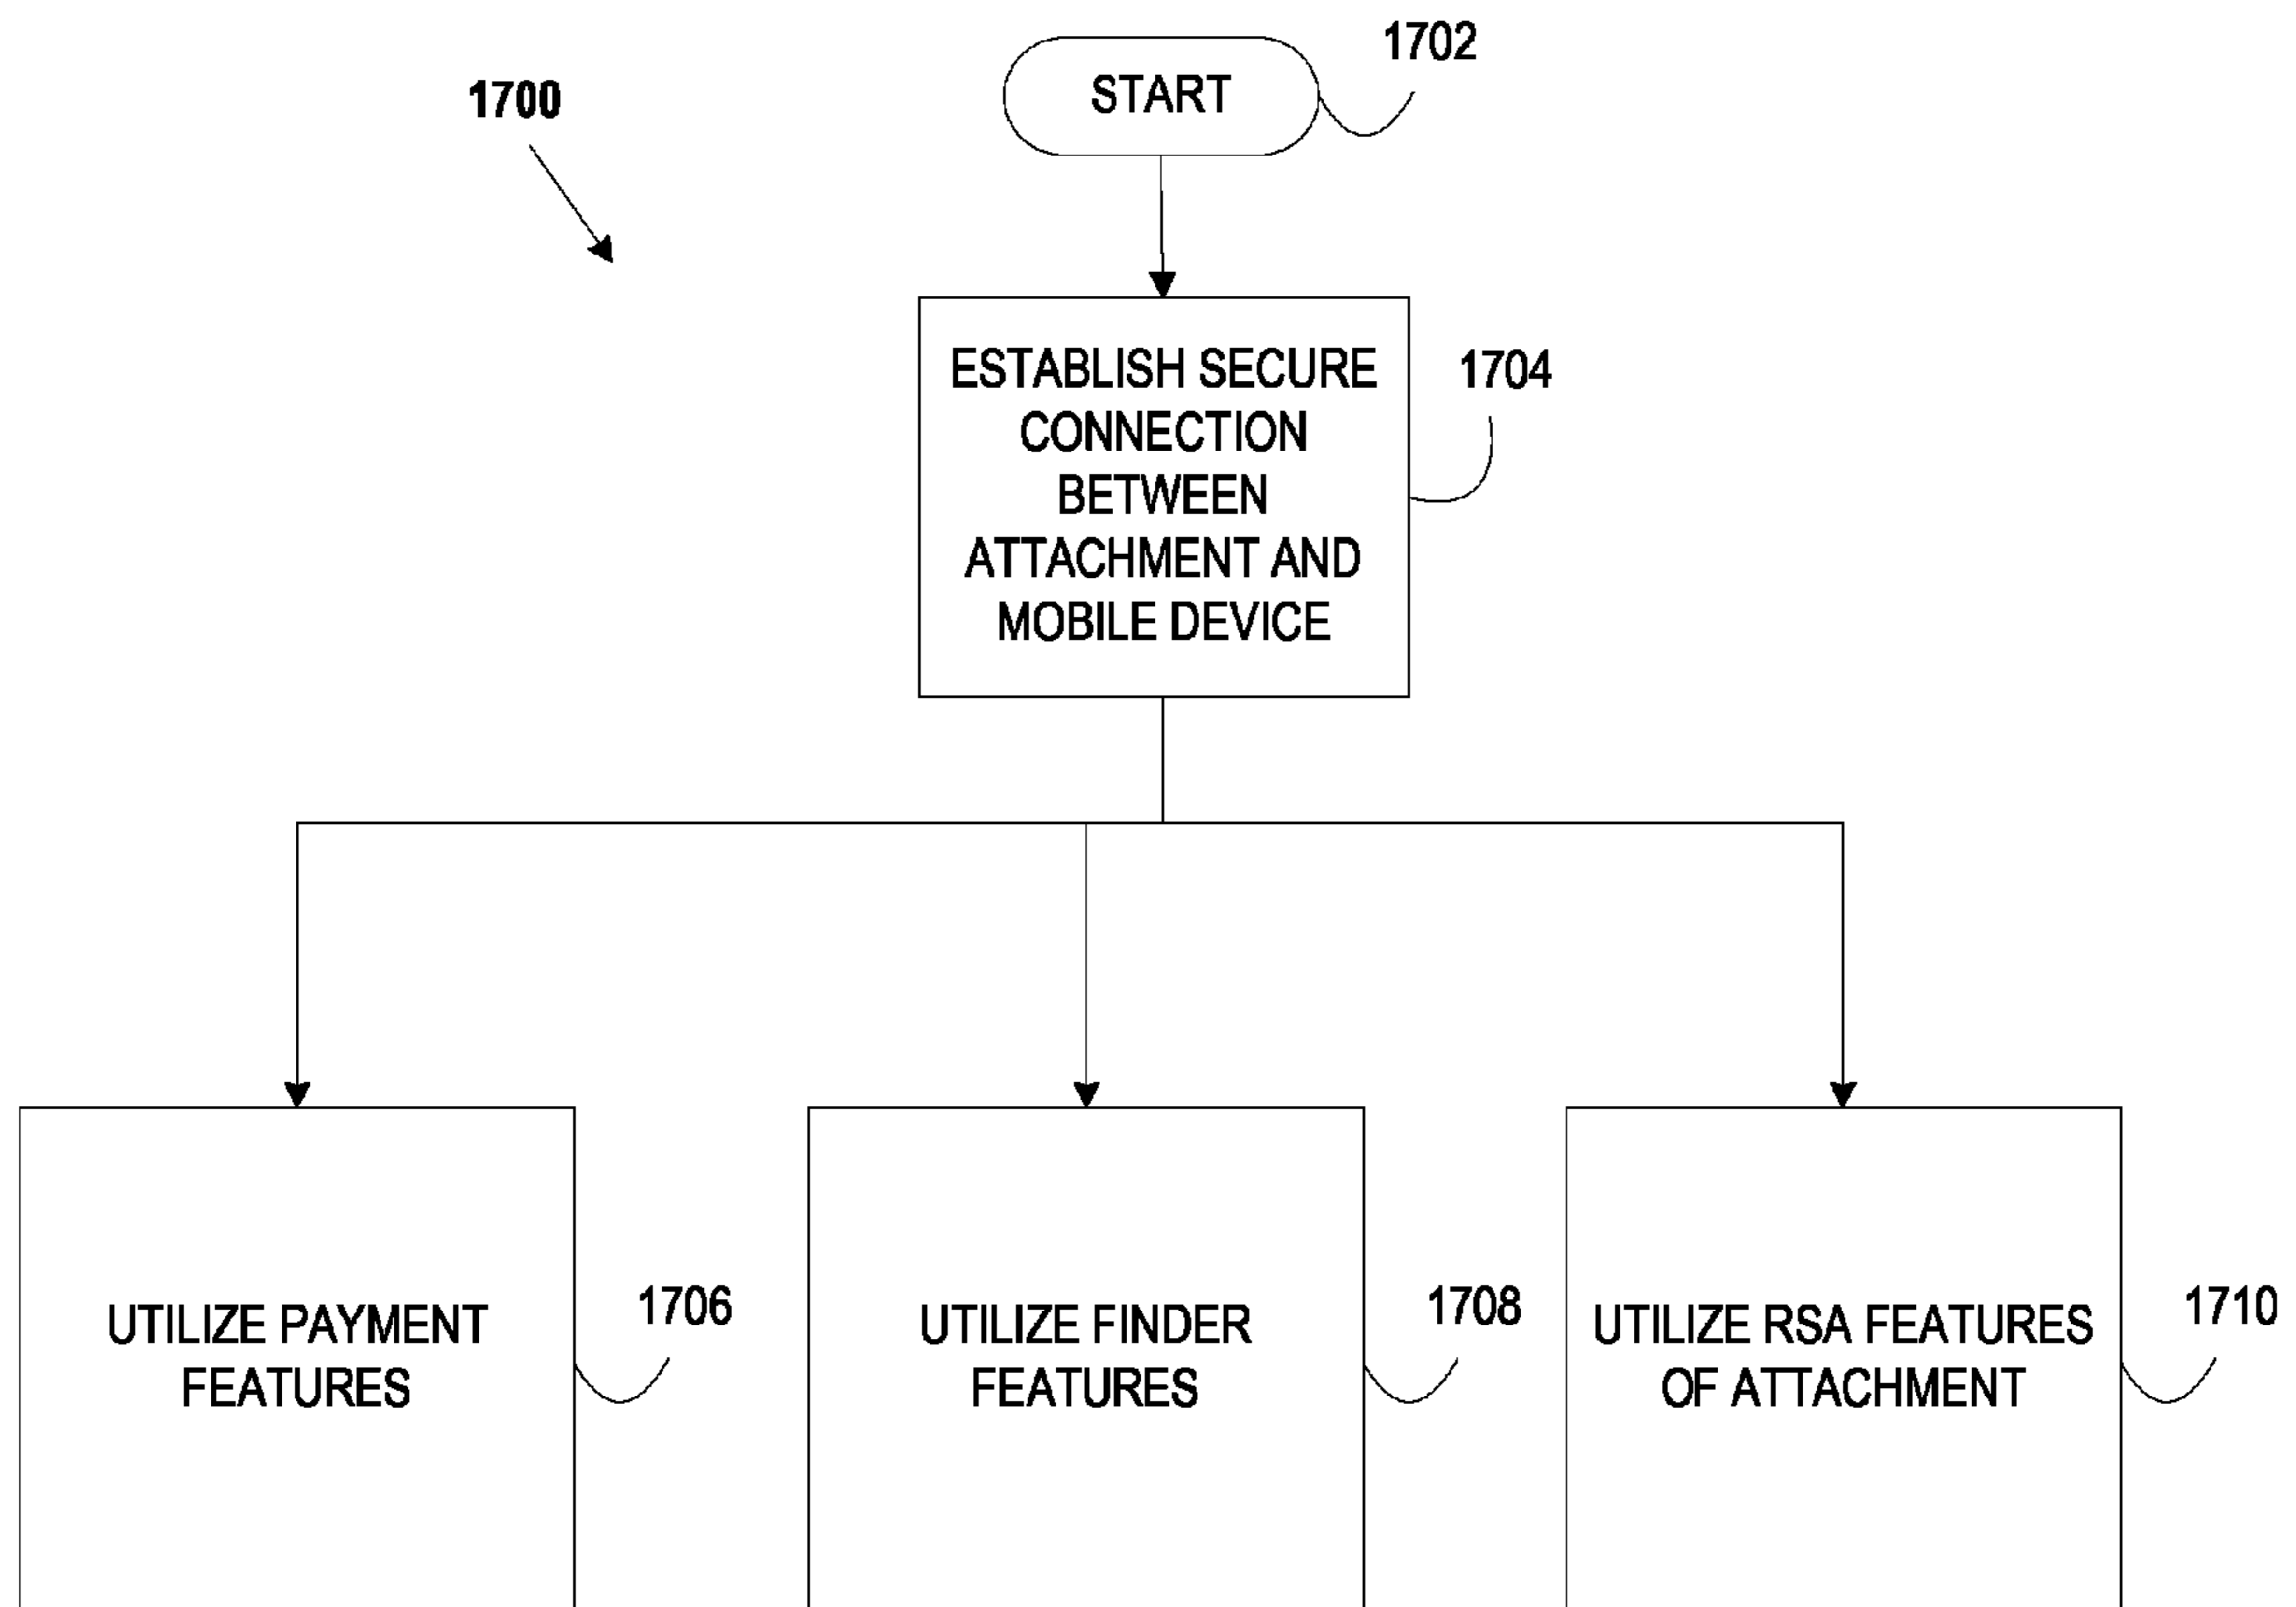 1702
START
1700
ESTABLISH SECURE
CONNECTION
BETWEEN
ATTACHMENT AND
MOBILE DEVICE
1704
UTILIZE PAYMENT
FEATURES
1706
UTILIZE FINDER
FEATURES
1708
UTILIZE RSA FEATURES
OF ATTACHMENT
1710